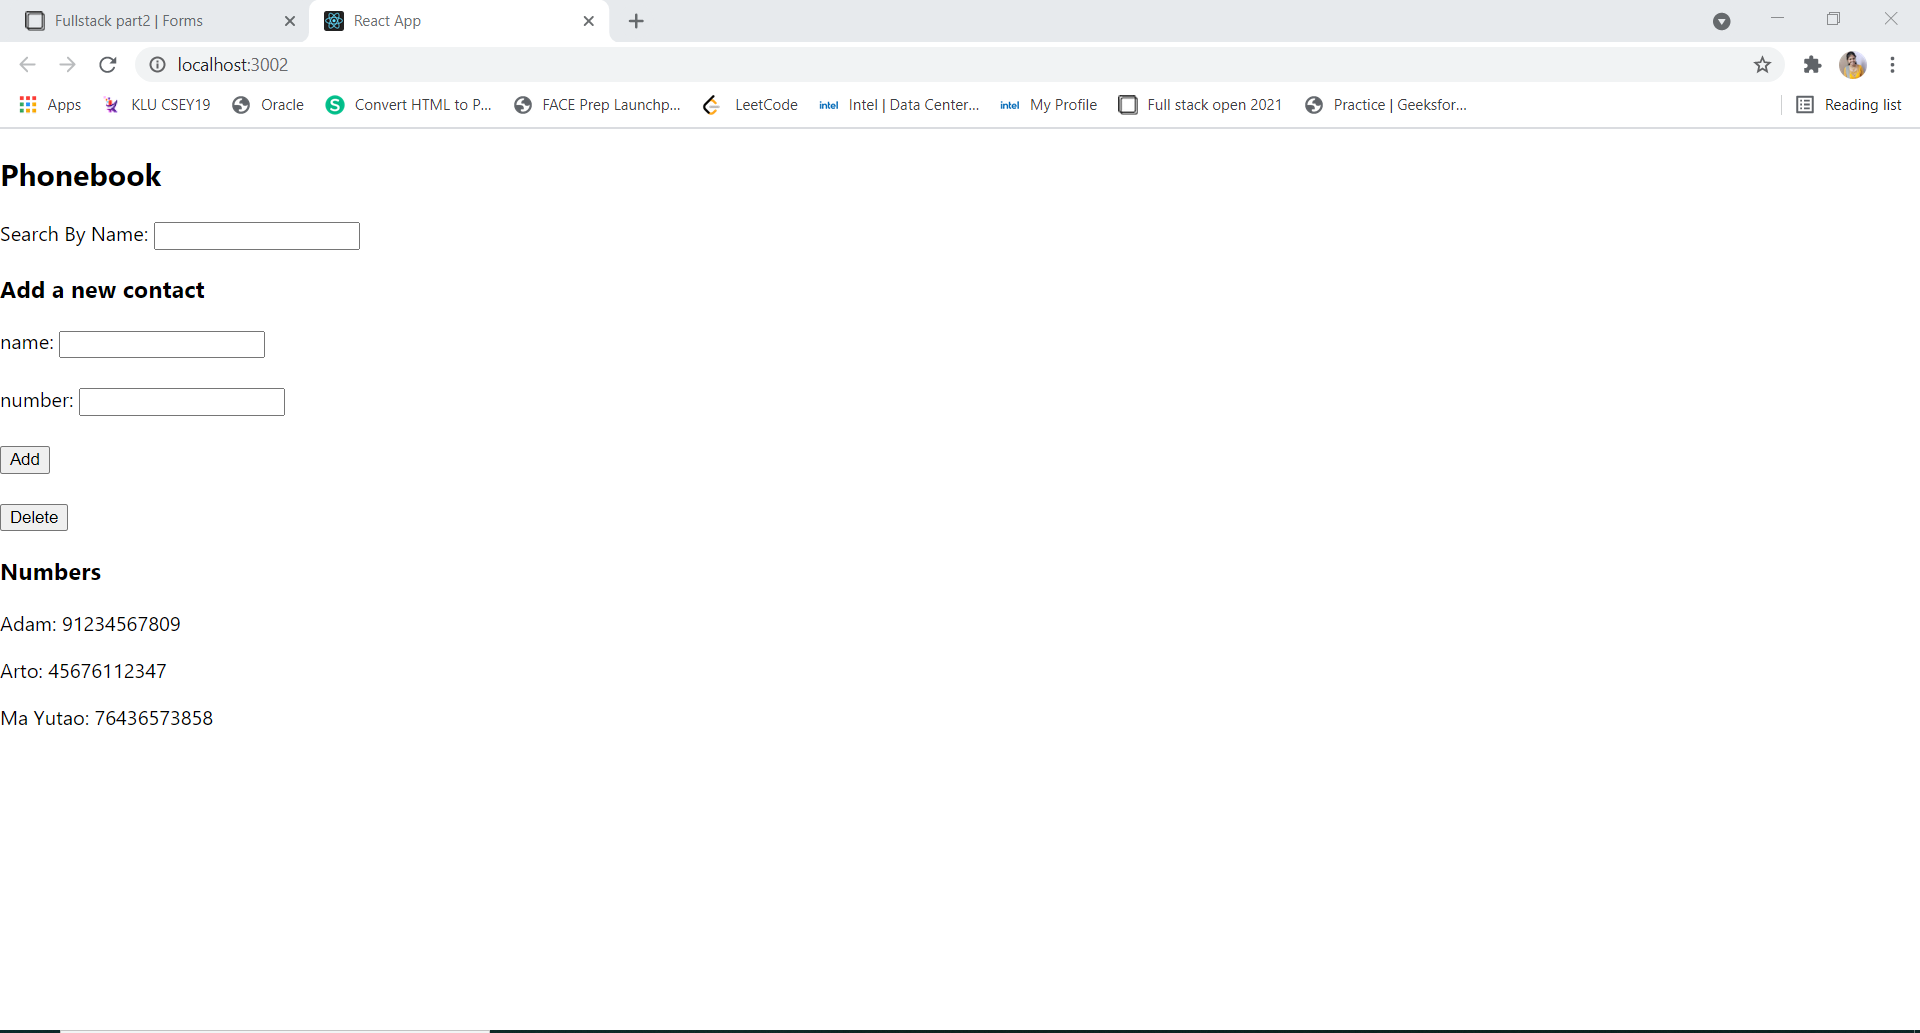 Fullstack part2 | Forms
React App
localhost:3002
Apps
KLU CSEY19
Oracle
S Convert HTML to P...
FACE Prep Launchp...
LeetCode
intel Intel | Data Center...
intel My Profile
Full stack open 2021
Practice | Geeksfor...
Reading list
Phonebook
Search By Name:
Add a new contact
name:
number:
Add
Delete
Numbers
Adam: 91234567809
Arto: 45676112347
Ma Yutao: 76436573858